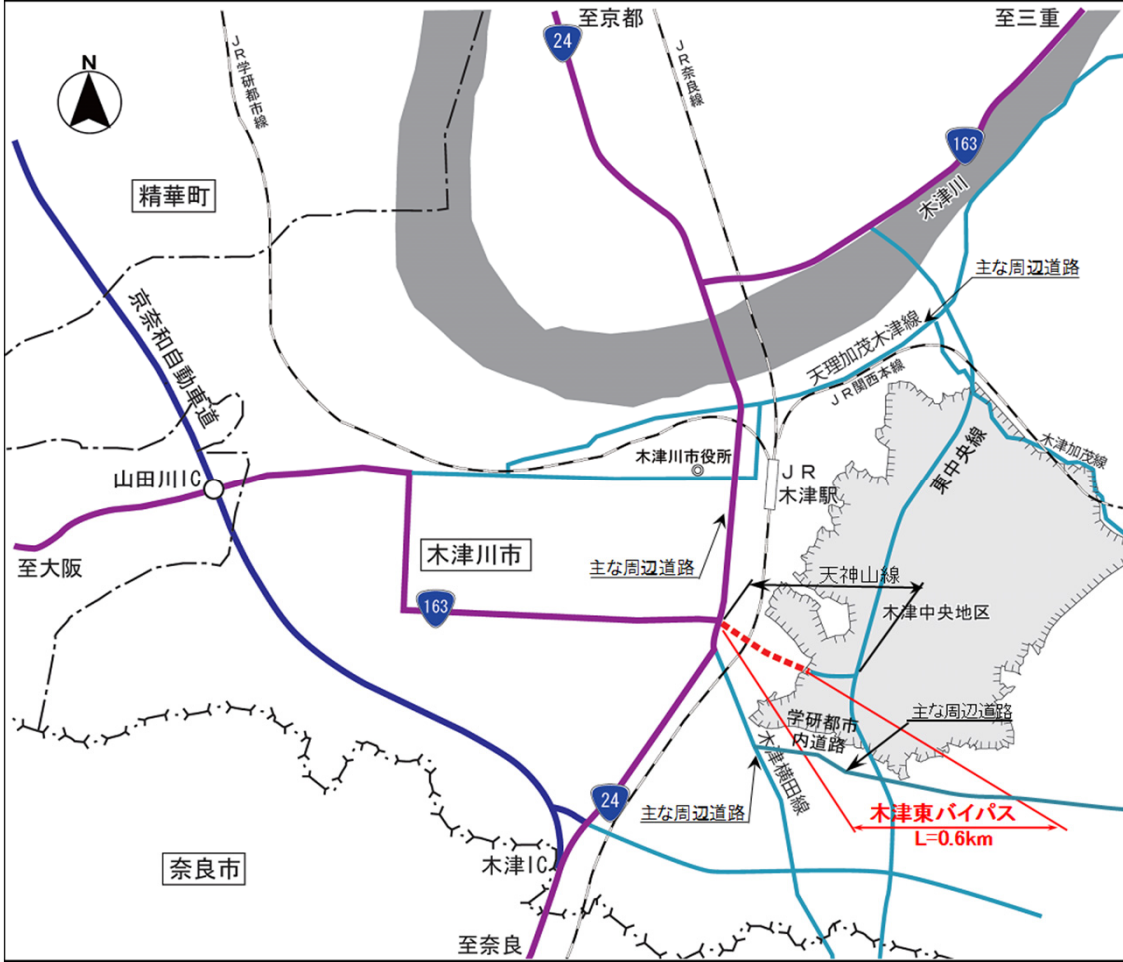 至京都
至三重
24
JR学研都市線
JR奈良線
N
163
木津川
精華町
主な周辺道路
京奈和自動車道
天理加茂木津線
JR関西本線
木津川市役所
JR
木津駅
東中央線
木津加茂線
山田川IC
至大阪
木津川市
主な周辺道路
天神山線
163
木津中央地区
学研都市
内道路
主な周辺道路
木津横田線
24
主な周辺道路
木津東バイパス
L=0.6km
奈良市
木津IC
至奈良